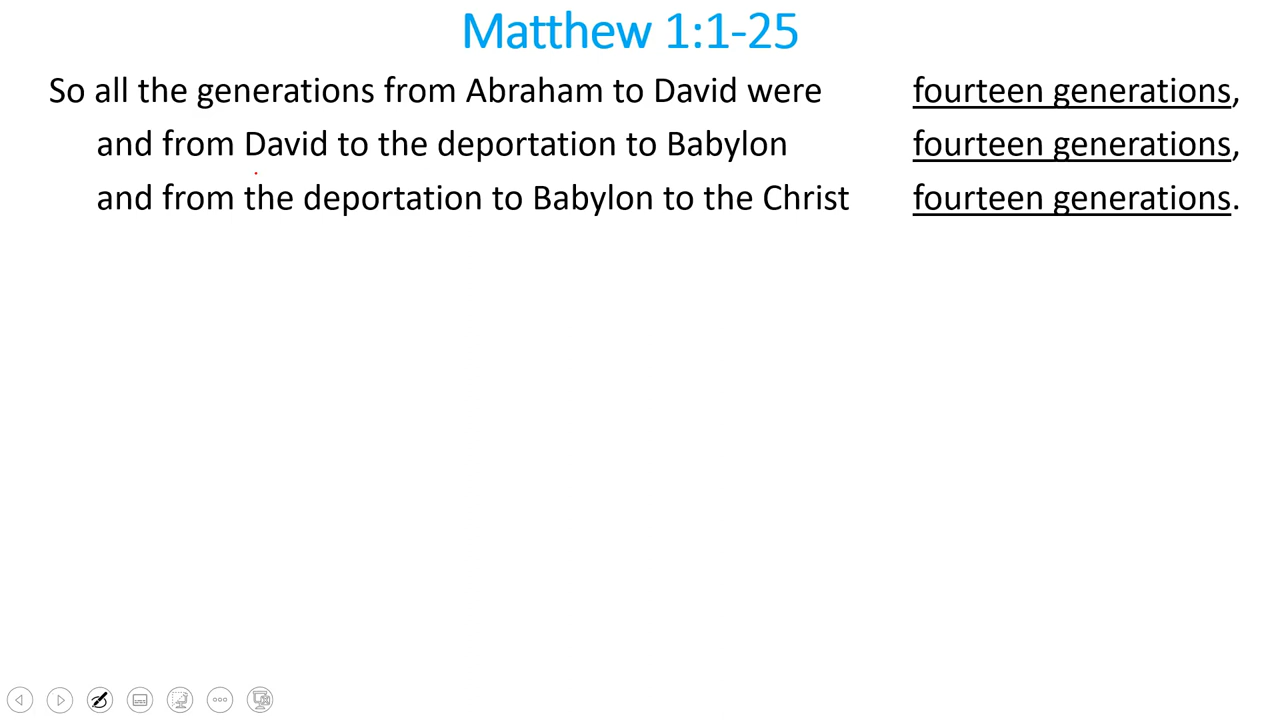 Matthew 1:1-25
So all the generations from Abraham to David were fourteen generations,
and from David to the deportation to Babylon fourteen generations,
and from the deportation to Babylon to the Christ fourteen generations.